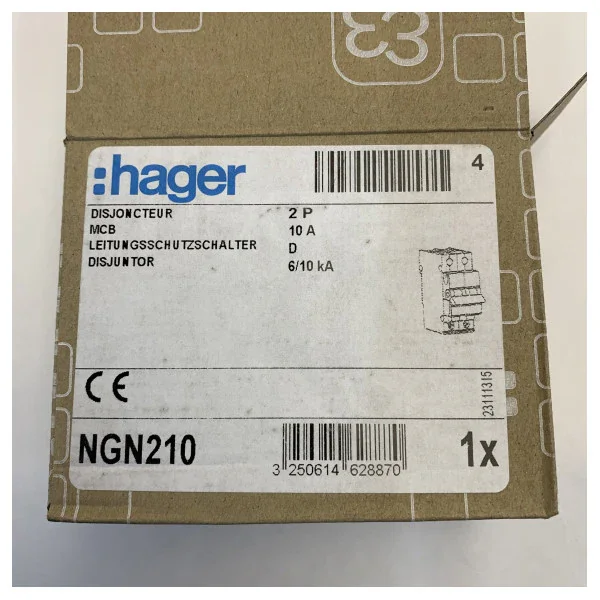 :hager
4
DISJONCTEUR 2 P
MCB 10 A
LEITUNGSSCHUTZSCHALTER D
DISJUNTOR 6/10 kA
CE
23111315
NGN210
3 250614 628870
1x